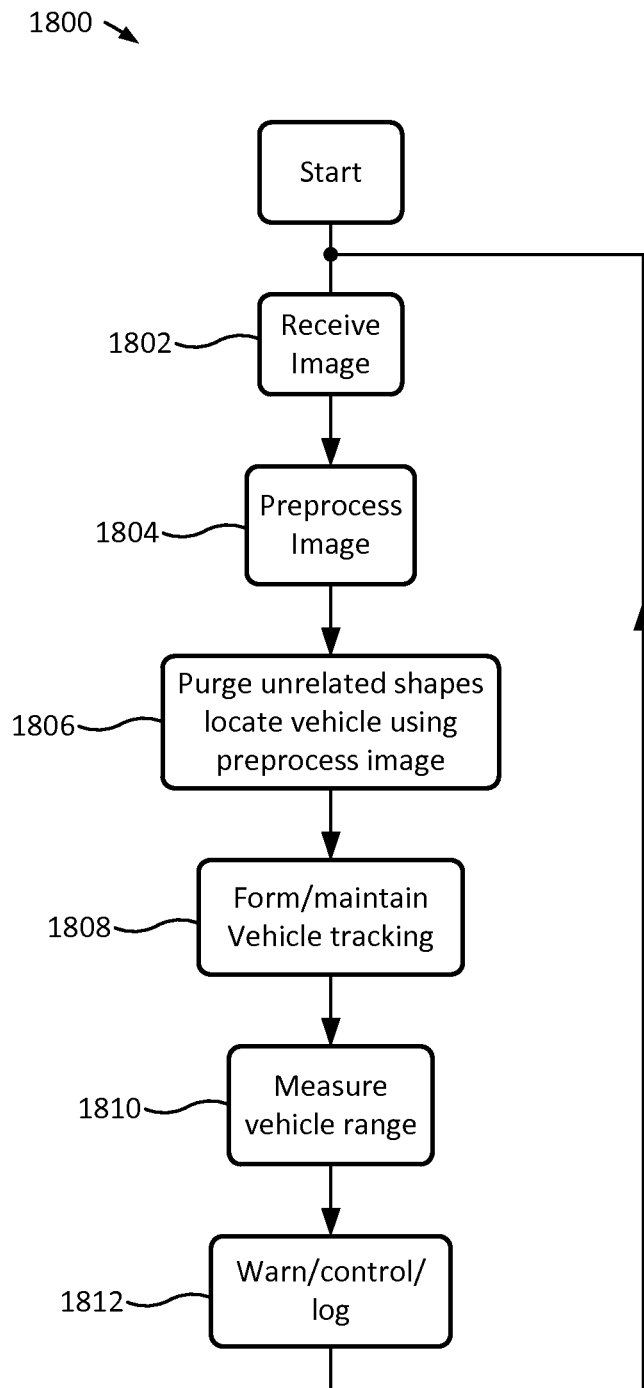 1800
Start
1802
Receive
Image
1804
Preprocess
Image
1806
Purge unrelated shapes
locate vehicle using
preprocess image
1808
Form/maintain
Vehicle tracking
1810
Measure
vehicle range
1812
Warn/control/
log